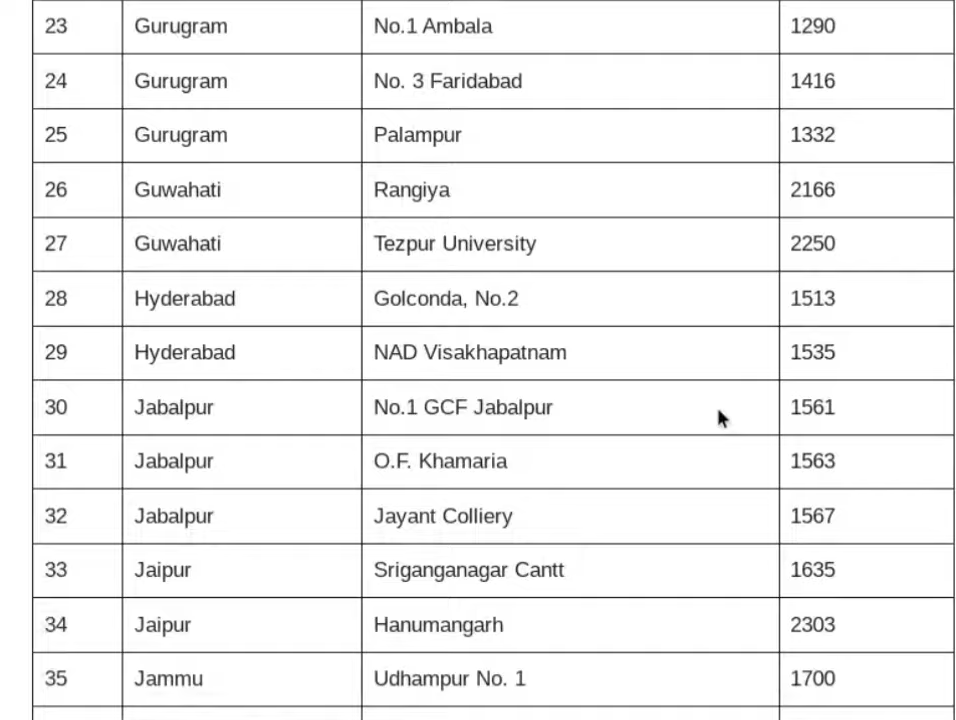 23 Gurugram No.1 Ambala 1290
24 Gurugram No. 3 Faridabad 1416
25 Gurugram Palampur 1332
26 Guwahati Rangiya 2166
27 Guwahati Tezpur University 2250
28 Hyderabad Golconda, No.2 1513
29 Hyderabad NAD Visakhapatnam 1535
30 Jabalpur No.1 GCF Jabalpur 1561
31 Jabalpur O.F. Khamaria 1563
32 Jabalpur Jayant Colliery 1567
33 Jaipur Sriganganagar Cantt 1635
34 Jaipur Hanumangarh 2303
35 Jammu Udhampur No. 1 1700